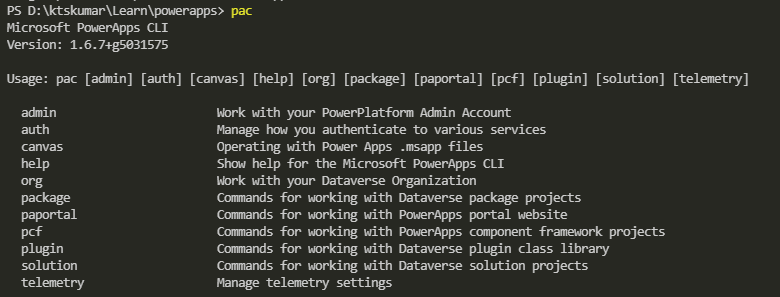 PS D:\ktskumar\Learn\powerapps> pac
Microsoft PowerApps CLI
Version: 1.6.7+g5031575
Usage: pac [admin] [auth] [canvas] [help] [org] [package] [paportal] [pcf] [plugin] [solution] [telemetry]
admin Work with your PowerPlatform Admin Account
auth Manage how you authenticate to various services
canvas Operating with Power Apps .msapp files
help Show help for the Microsoft PowerApps CLI
org Work with your Dataverse Organization
package Commands for working with Dataverse package projects
paportal Commands for working with PowerApps portal website
pcf Commands for working with PowerApps component framework projects
plugin Commands for working with Dataverse plugin class library
solution Commands for working with Dataverse solution projects
telemetry Manage telemetry settings